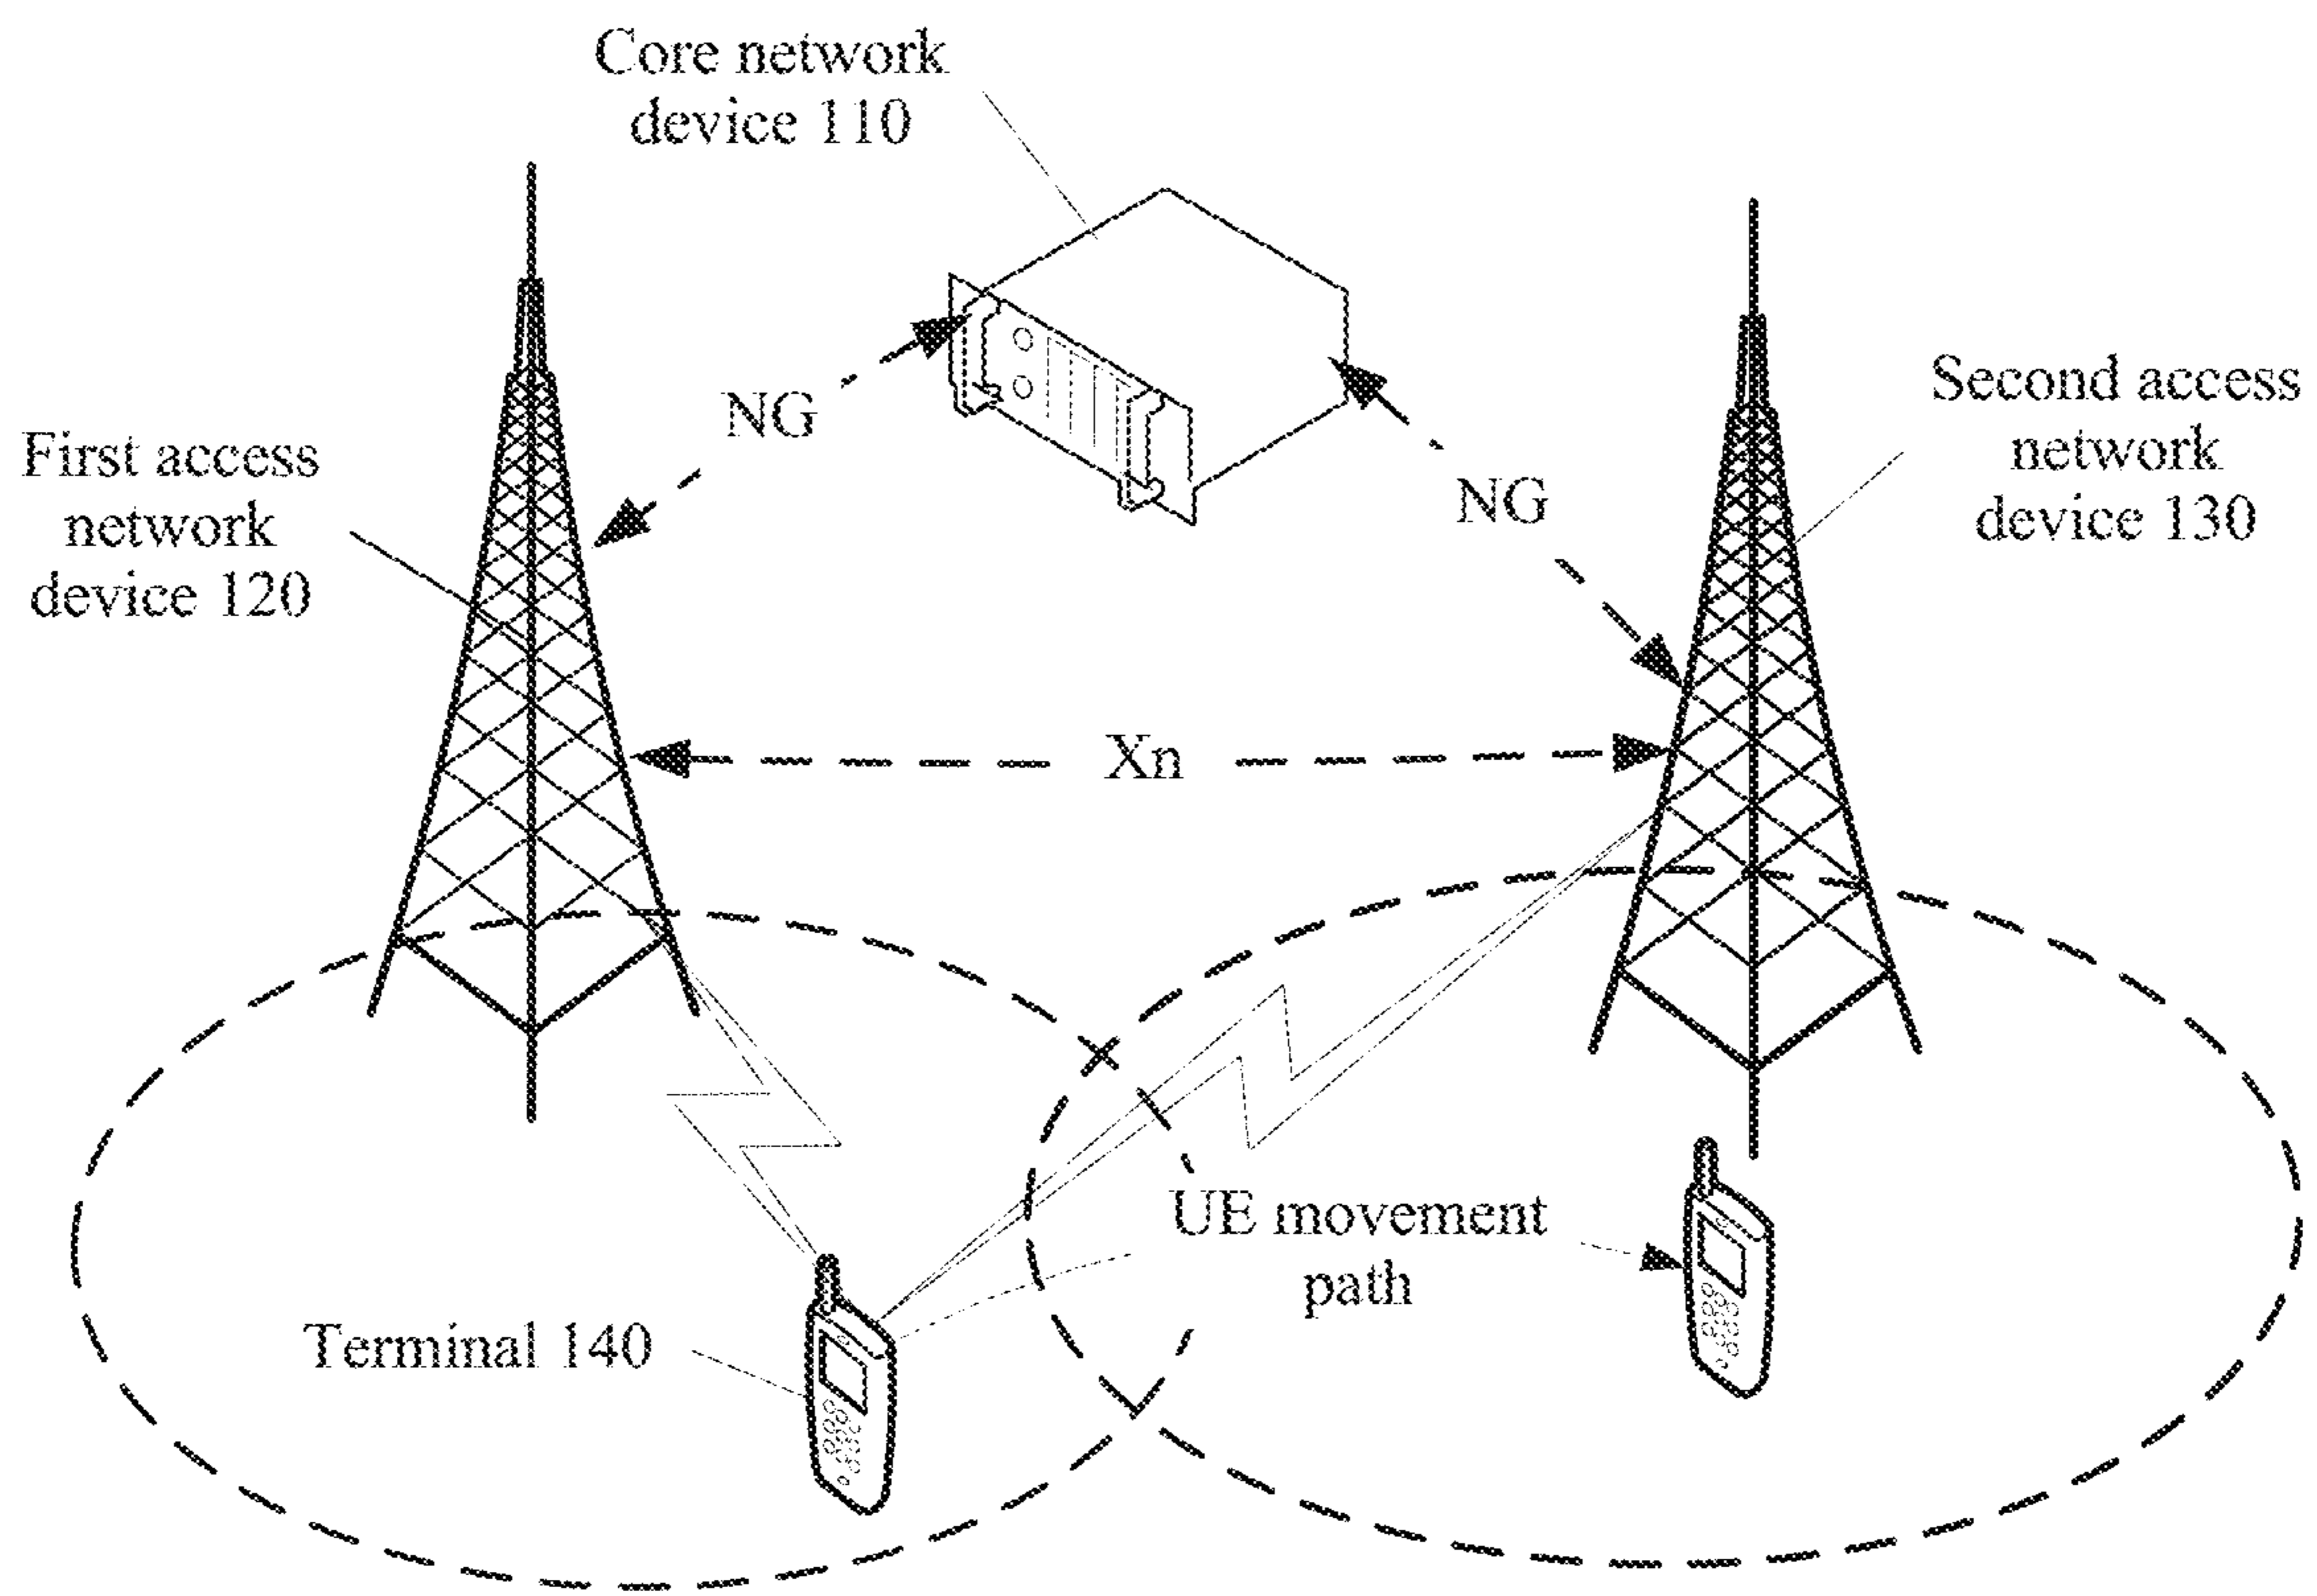 Core network
device 110
First access
network
device 120
NG
NG
Second access
network
device 130
Xn
UE movement
path
Terminal 140